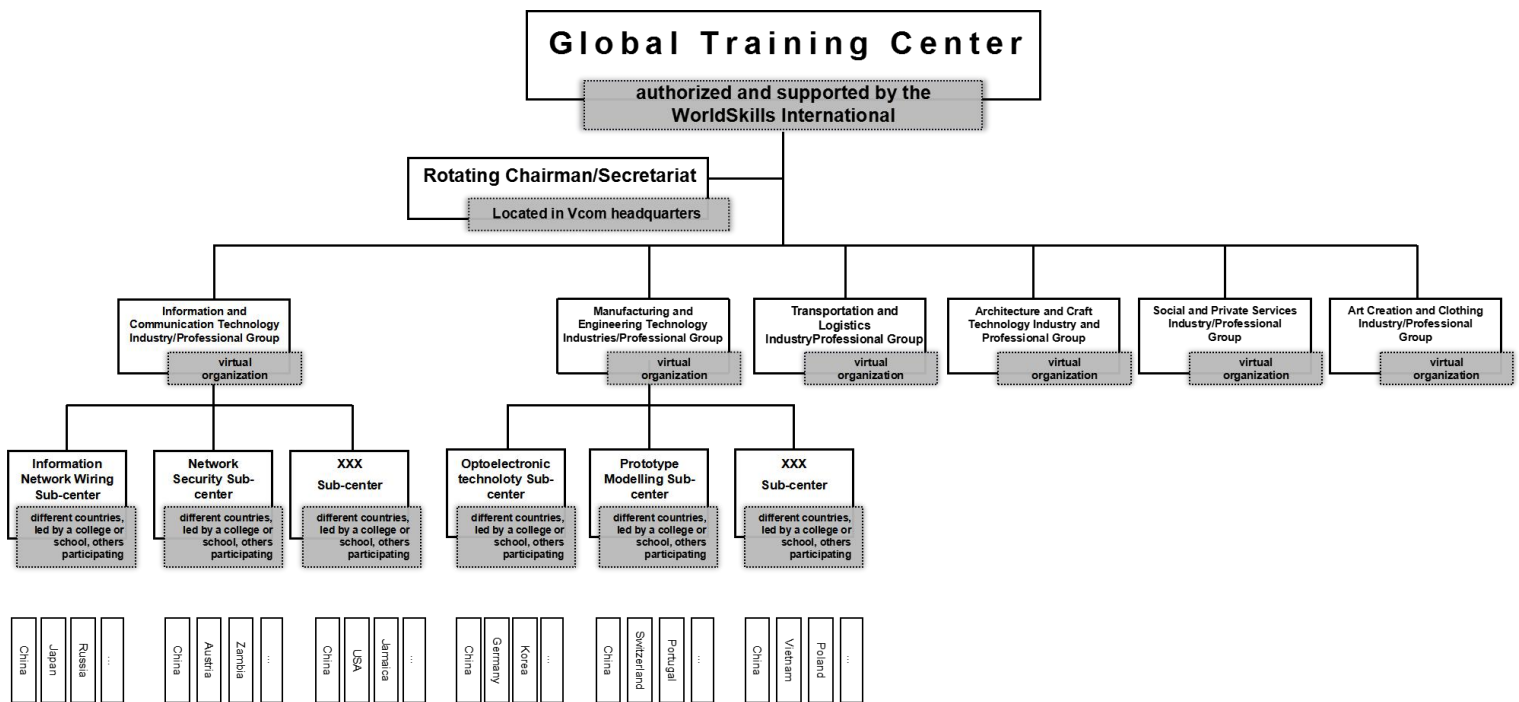 Global Training Center
authorized and supported by the
WorldSkills International
Rotating Chairman/Secretariat
Located in Vcom headquarters
Information and
Communication Technology
Industry/Professional Group
virtual
organization
Manufacturing and
Engineering Technology
Industries/Professional Group
virtual
organization
Transportation and
Logistics
IndustryProfessional Group
virtual
organization
Architecture and Craft
Technology Industry and
Professional Group
virtual
organization
Social and Private Services
Industry/Professional
Group
virtual
organization
Art Creation and Clothing
Industry/Professional
Group
virtual
organization
Information
Network Wiring
Sub-center
different countries,
led by a college or
school, others
participating
Network
Security Sub-
center
different countries,
led by a college or
school, others
participating
XXX
Sub-center
different countries,
led by a college or
school, others
participating
Optoelectronic
technoloty Sub-
center
different countries,
led by a college or
school, others
participating
Prototype
Modelling Sub-
center
different countries,
led by a college or
school, others
participating
XXX
Sub-center
different countries,
led by a college or
school, others
participating
China
Japan
Russia
...
China
Austria
Zambia
...
China
USA
Jamaica
...
China
Germany
Korea
...
China
Switzerland
Portugal
...
China
Vietnam
Poland
...